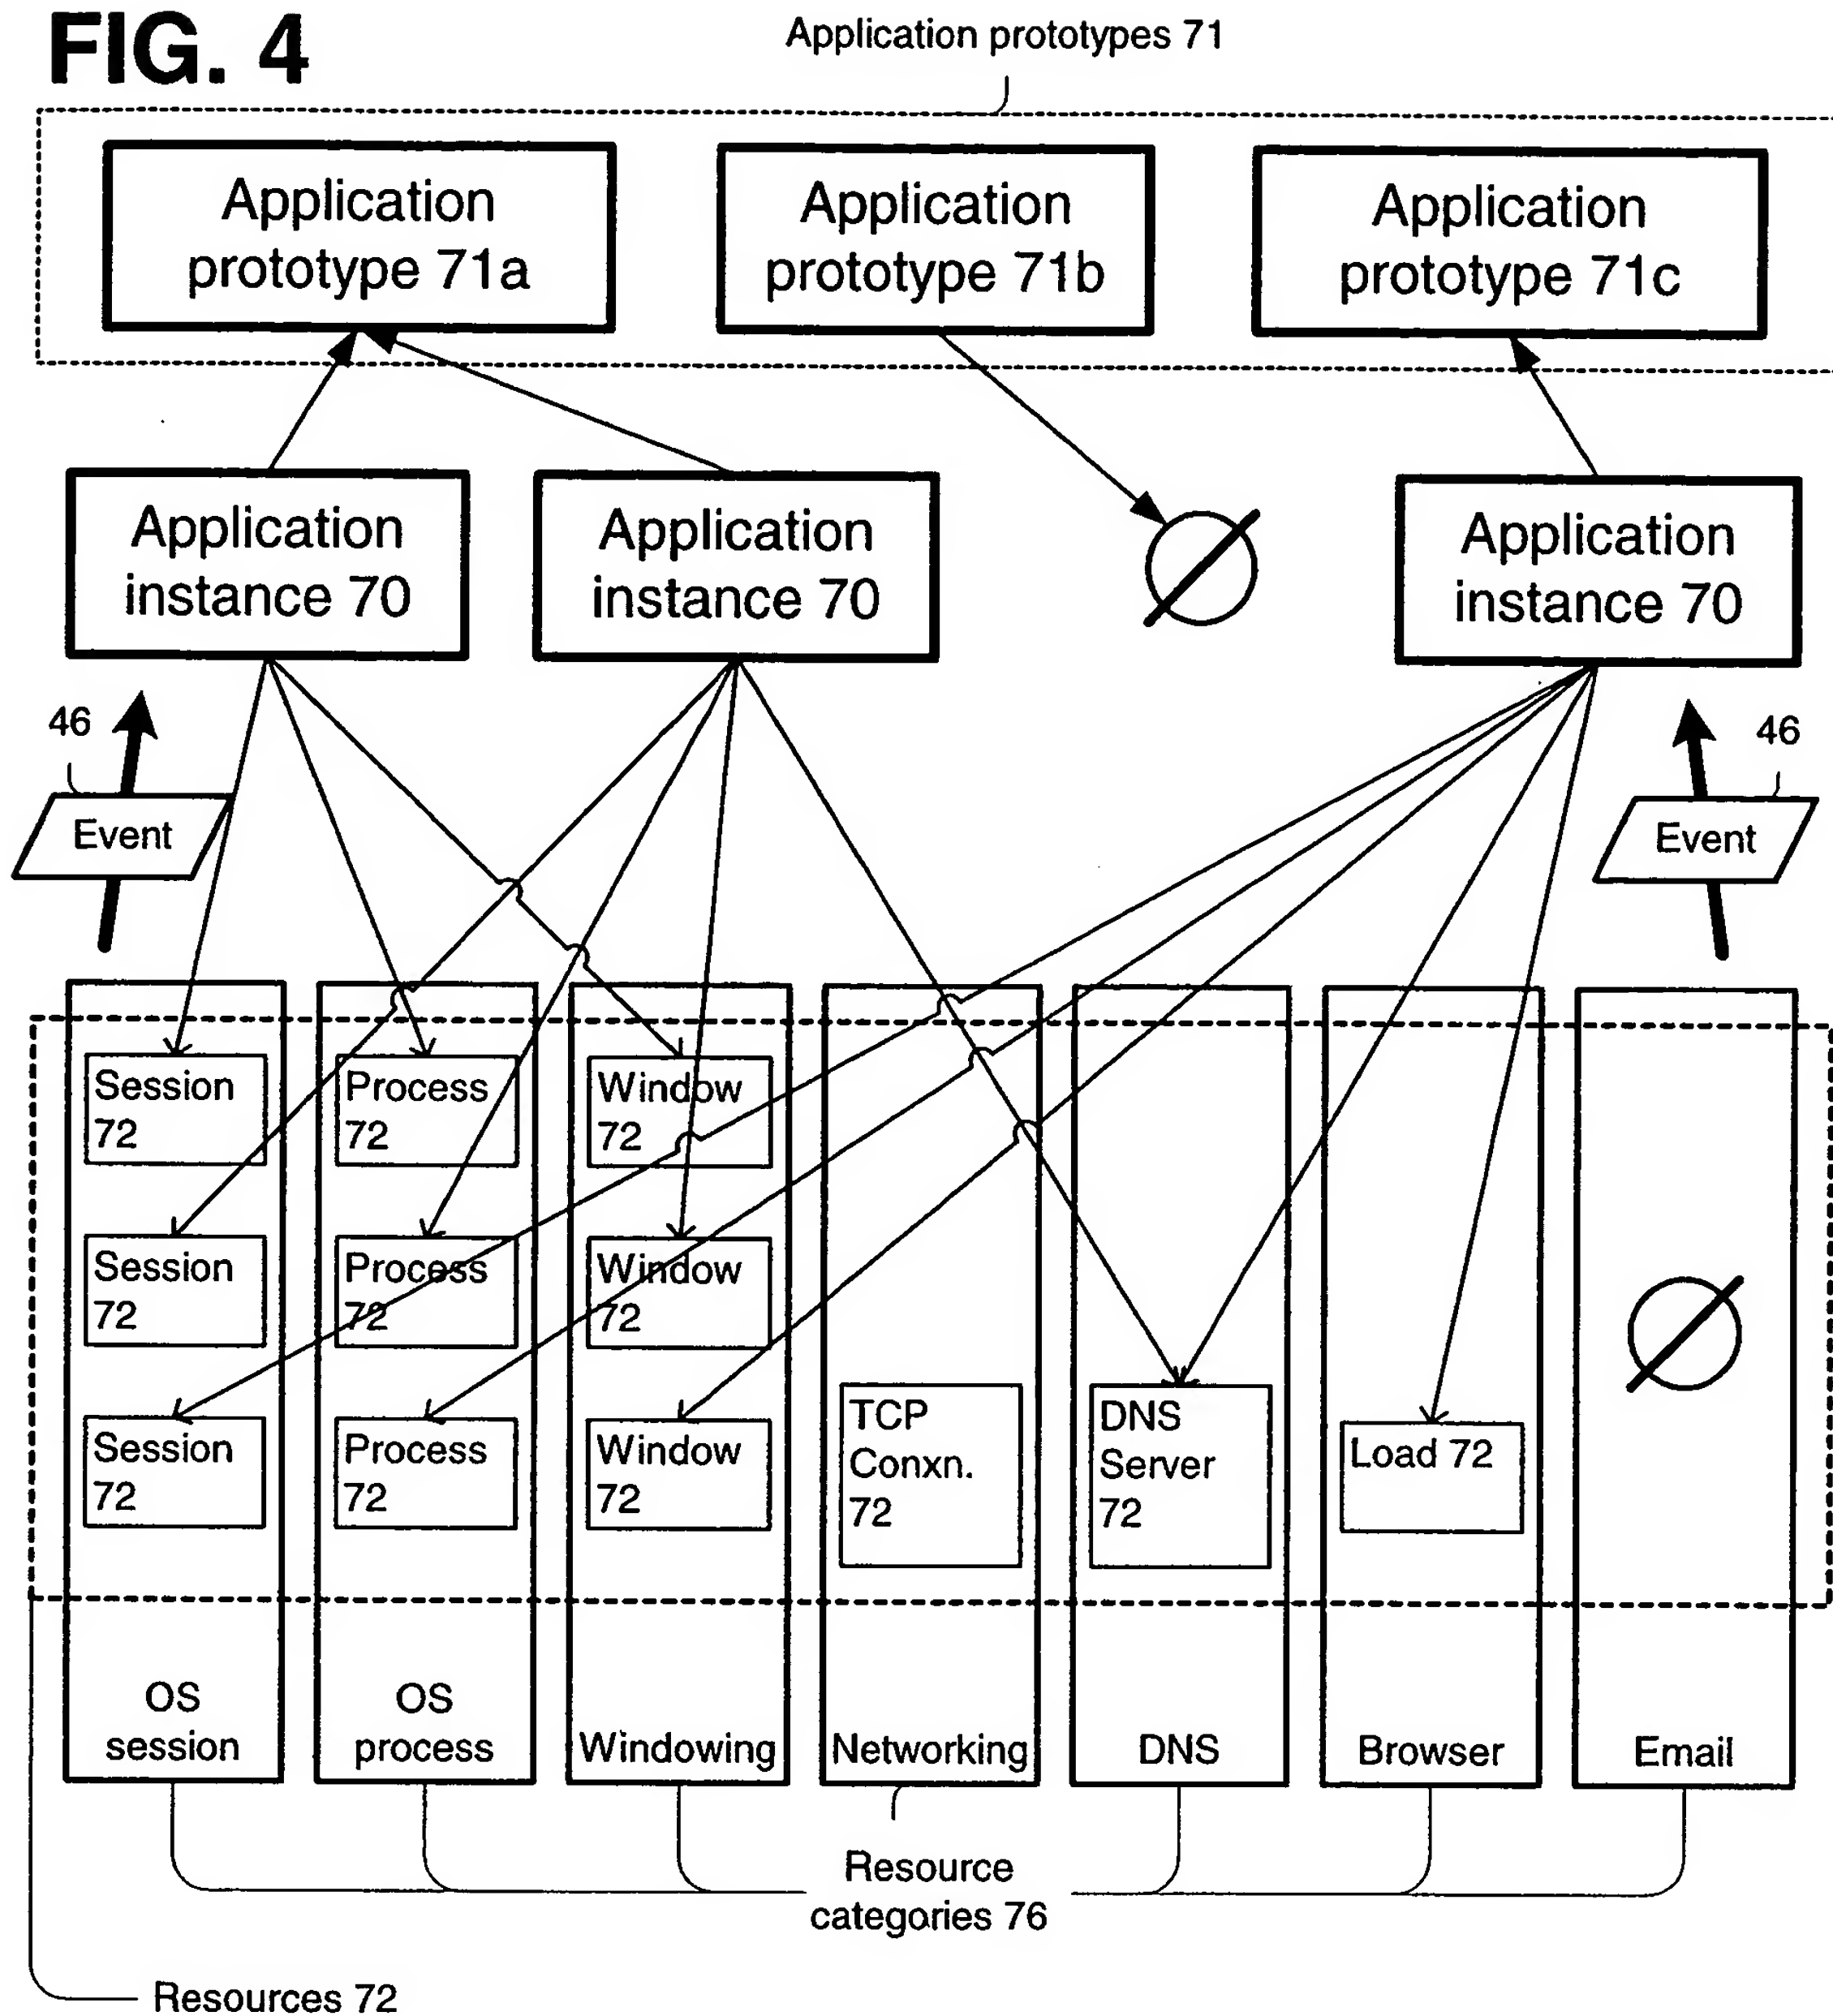 FIG. 4
Application prototypes 71
Application
prototype 71a
Application
prototype 71b
Application
prototype 71c
Application
instance 70
Application
instance 70
Application
instance 70
46
Event
46
Event
Session
72
Process
72
Window
72
Session
72
Process
72
Window
72
Session
72
Process
72
Window
72
TCP
Conxn.
72
DNS
Server
72
Load 72
OS
session
OS
process
Windowing
Networking
DNS
Browser
Email
Resource
categories 76
Resources 72